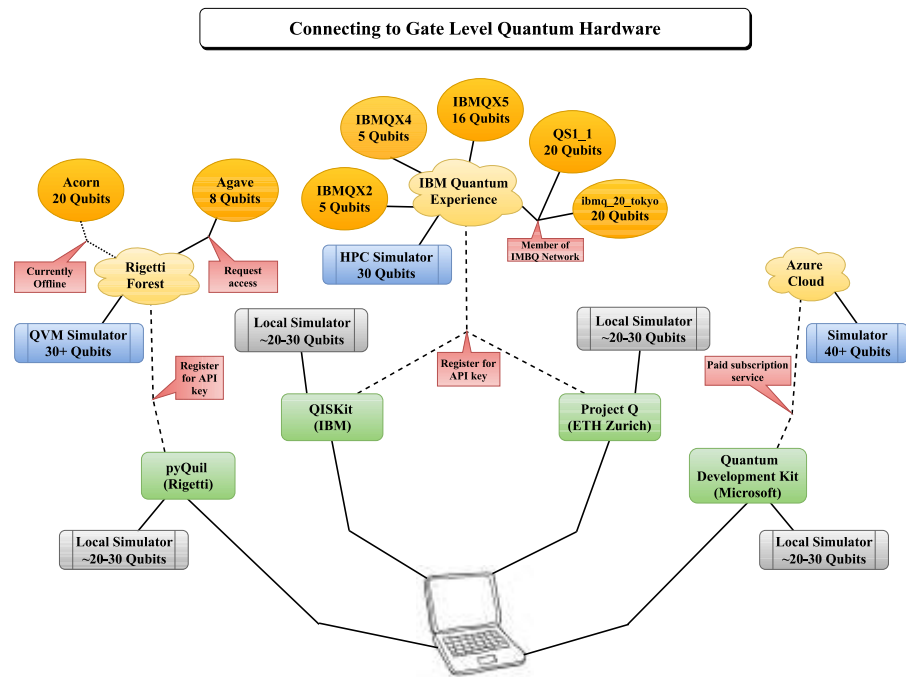 Connecting to Gate Level Quantum Hardware
IBMQX4
5 Qubits
IBMQX5
16 Qubits
QS1_1
20 Qubits
Acorn
20 Qubits
Agave
8 Qubits
IBMQX2
5 Qubits
IBM Quantum
Experience
ibmq_20_tokyo
20 Qubits
Member of
IMBQ Network
HPC Simulator
30 Qubits
Currently
Offline
Rigetti
Forest
Request
access
Azure
Cloud
QVM Simulator
30+ Qubits
Local Simulator
~20-30 Qubits
Local Simulator
~20-30 Qubits
Simulator
40+ Qubits
Register
for API
key
Register for
API key
Paid subscription
service
QISKit
(IBM)
Project Q
(ETH Zurich)
pyQuil
(Rigetti)
Quantum
Development Kit
(Microsoft)
Local Simulator
~20-30 Qubits
Local Simulator
~20-30 Qubits